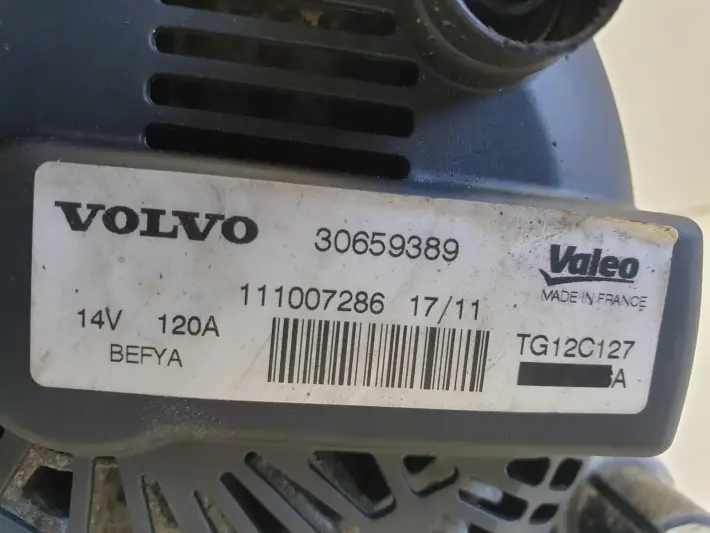 VOLVO 30659389 Valeo
MADE IN FRANCE
111007286 17/11
14V 120A
TG12C127
BEFYA